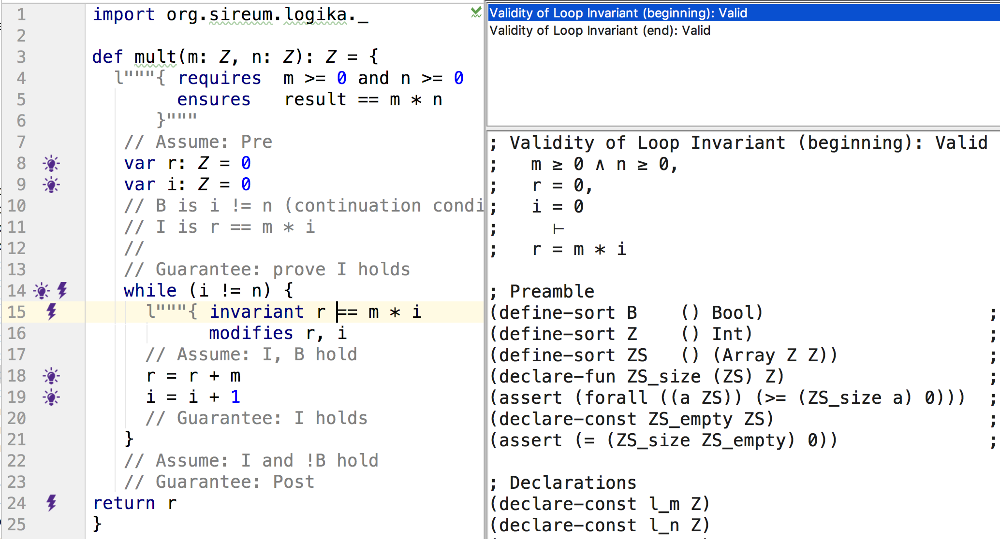 1 import org.sireum.logika._
2
3 def mult(m: Z, n: Z): Z = {
4 l"""{ requires m >= 0 and n >= 0
5 ensures result == m * n
6 }"""
7 // Assume: Pre
8 var r: Z = 0
9 var i: Z = 0
10 // B is i != n (continuation condi
11 // I is r == m * i
12 //
13 // Guarantee: prove I holds
14 while (i != n) {
15 l"""{ invariant r == m * i
16 modifies r, i
17 // Assume: I, B hold
18 r = r + m
19 i = i + 1
20 // Guarantee: I holds
21 }
22 // Assume: I and !B hold
23 // Guarantee: Post
24 return r
25 }
Validity of Loop Invariant (beginning): Valid
Validity of Loop Invariant (end): Valid
; Validity of Loop Invariant (beginning): Valid
; m ≥ 0 ∧ n ≥ 0,
; r = 0,
; i = 0
; ⊢
; r = m * i
; Preamble
(define-sort B () Bool) ;
(define-sort Z () Int) ;
(define-sort ZS () (Array Z Z)) ;
(declare-fun ZS_size (ZS) Z) ;
(assert (forall ((a ZS)) (>= (ZS_size a) 0))) ;
(declare-const ZS_empty ZS) ;
(assert (= (ZS_size ZS_empty) 0)) ;
; Declarations
(declare-const l_m Z)
(declare-const l_n Z)